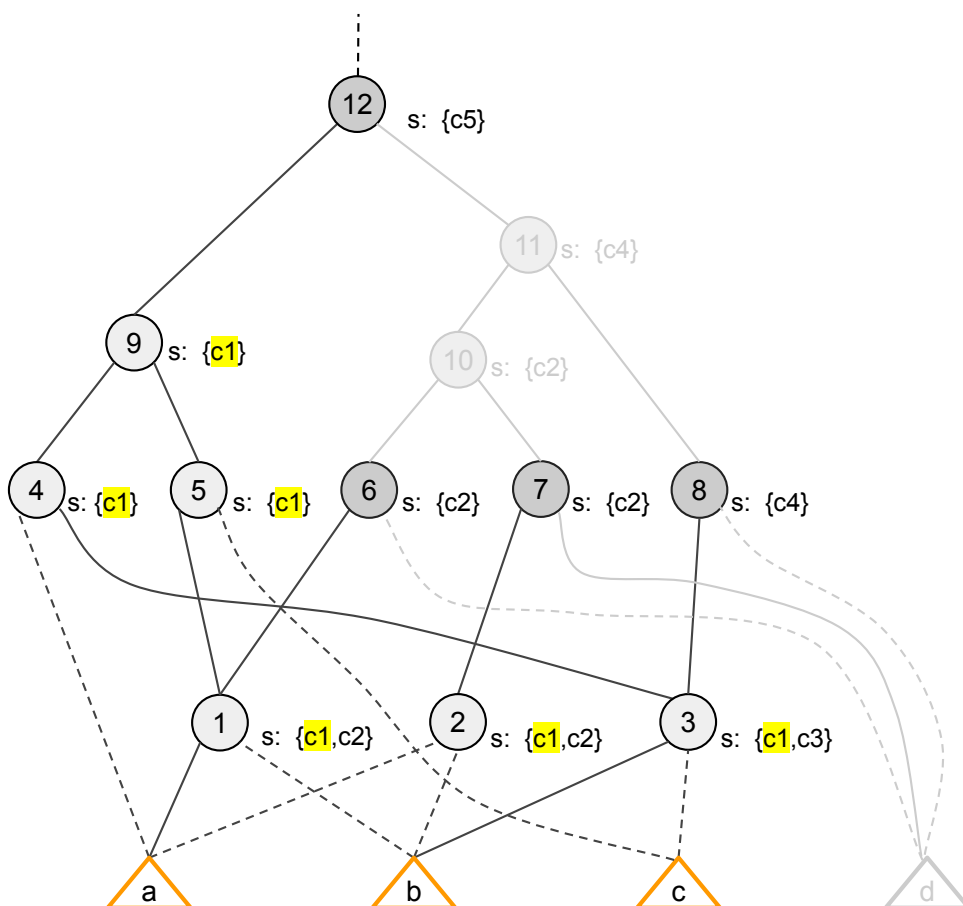 12
s: {c5}
11
s: {c4}
9
s: {c1}
10
s: {c2}
4
s: {c1}
5
s: {c1}
6
s: {c2}
7
s: {c2}
8
s: {c4}
1
s: {c1,c2}
2
s: {c1,c2}
3
s: {c1,c3}
a
b
c
d